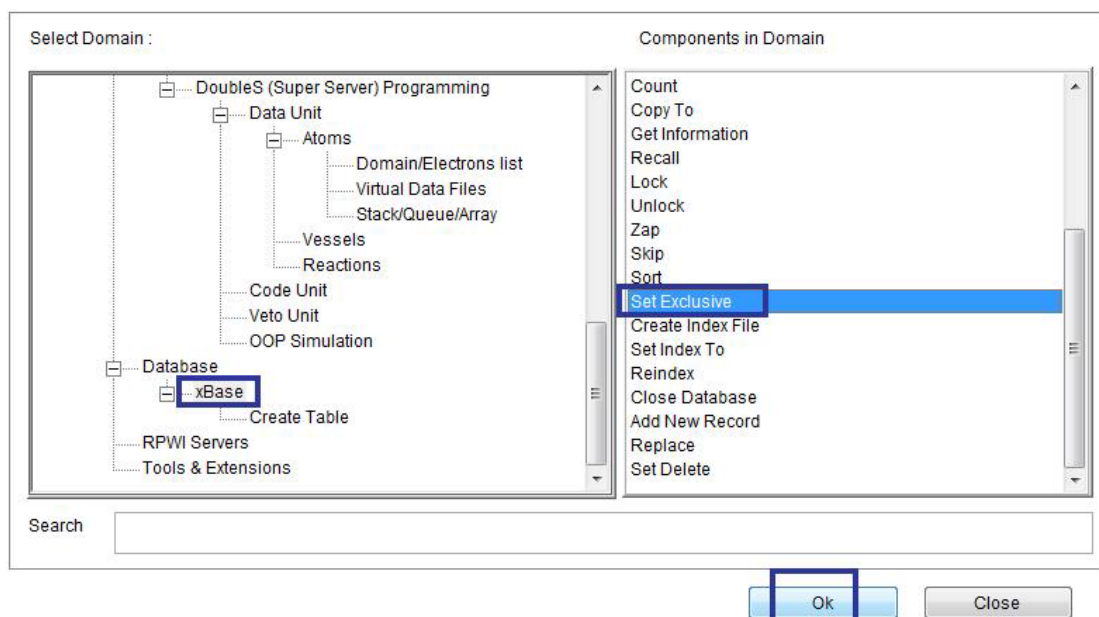 Select Domain :
Components in Domain
DoubleS (Super Server) Programming
Data Unit
Atoms
Domain/Electrons list
Virtual Data Files
Stack/Queue/Array
Vessels
Reactions
Code Unit
Veto Unit
OOP Simulation
Database
xBase
Create Table
RPWI Servers
Tools & Extensions
Count
Copy To
Get Information
Recall
Lock
Unlock
Zap
Skip
Sort
Set Exclusive
Create Index File
Set Index To
Reindex
Close Database
Add New Record
Replace
Set Delete
Search
Ok
Close